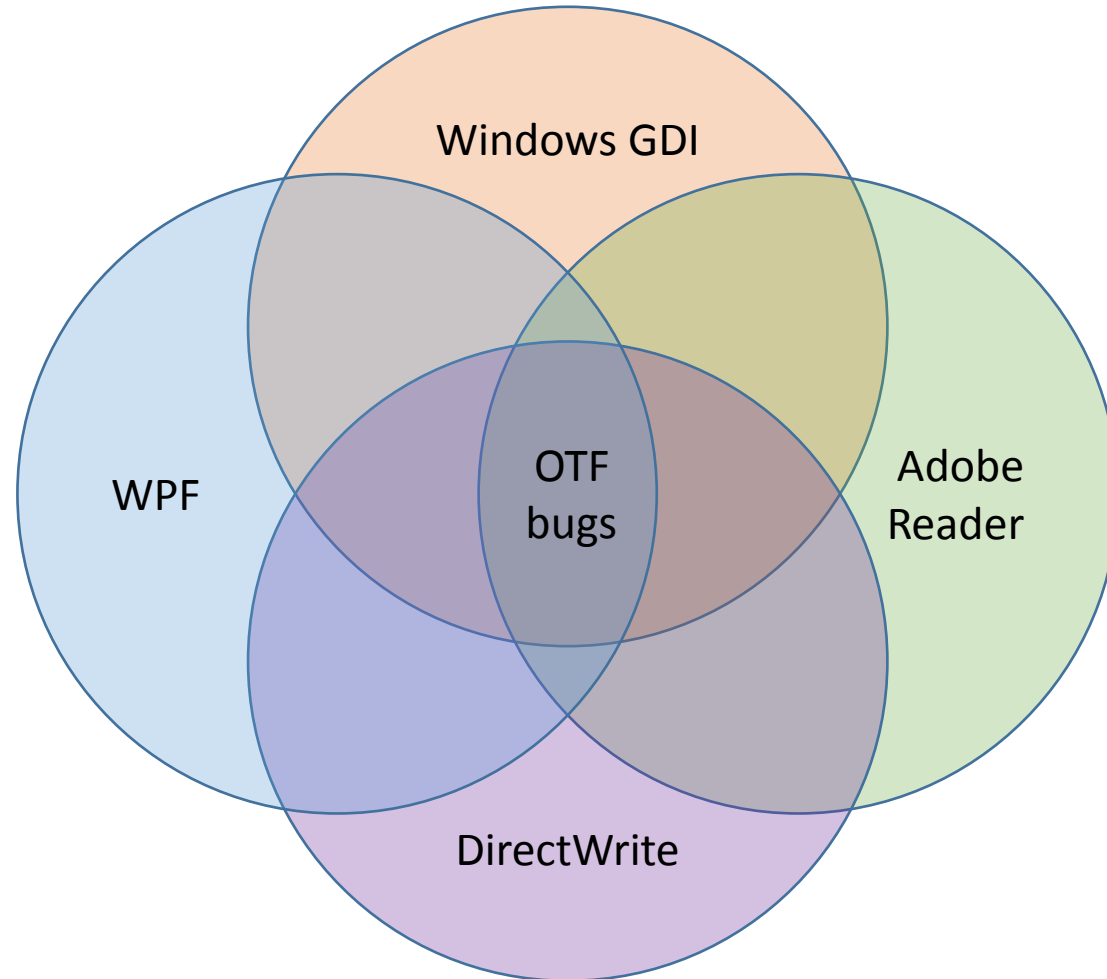 Windows GDI
WPF
OTF
bugs
Adobe
Reader
DirectWrite